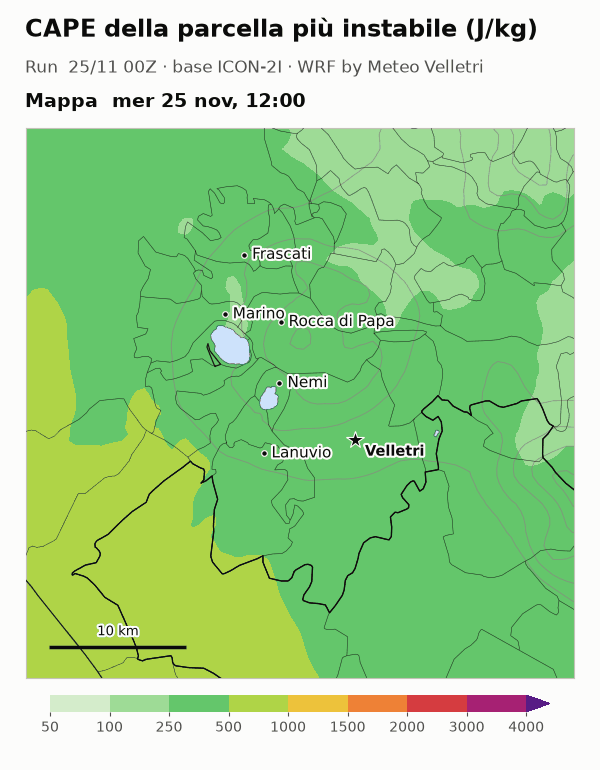 CAPE della parcella più instabile (J/kg)
Run  25/11 00Z · base ICON-2I · WRF by Meteo Velletri
Mappa  mer 25 nov, 12:00
Frascati
Marino
Rocca di Papa
Nemi
Lanuvio
Velletri
10 km
50 100 250 500 1000 1500 2000 3000 4000